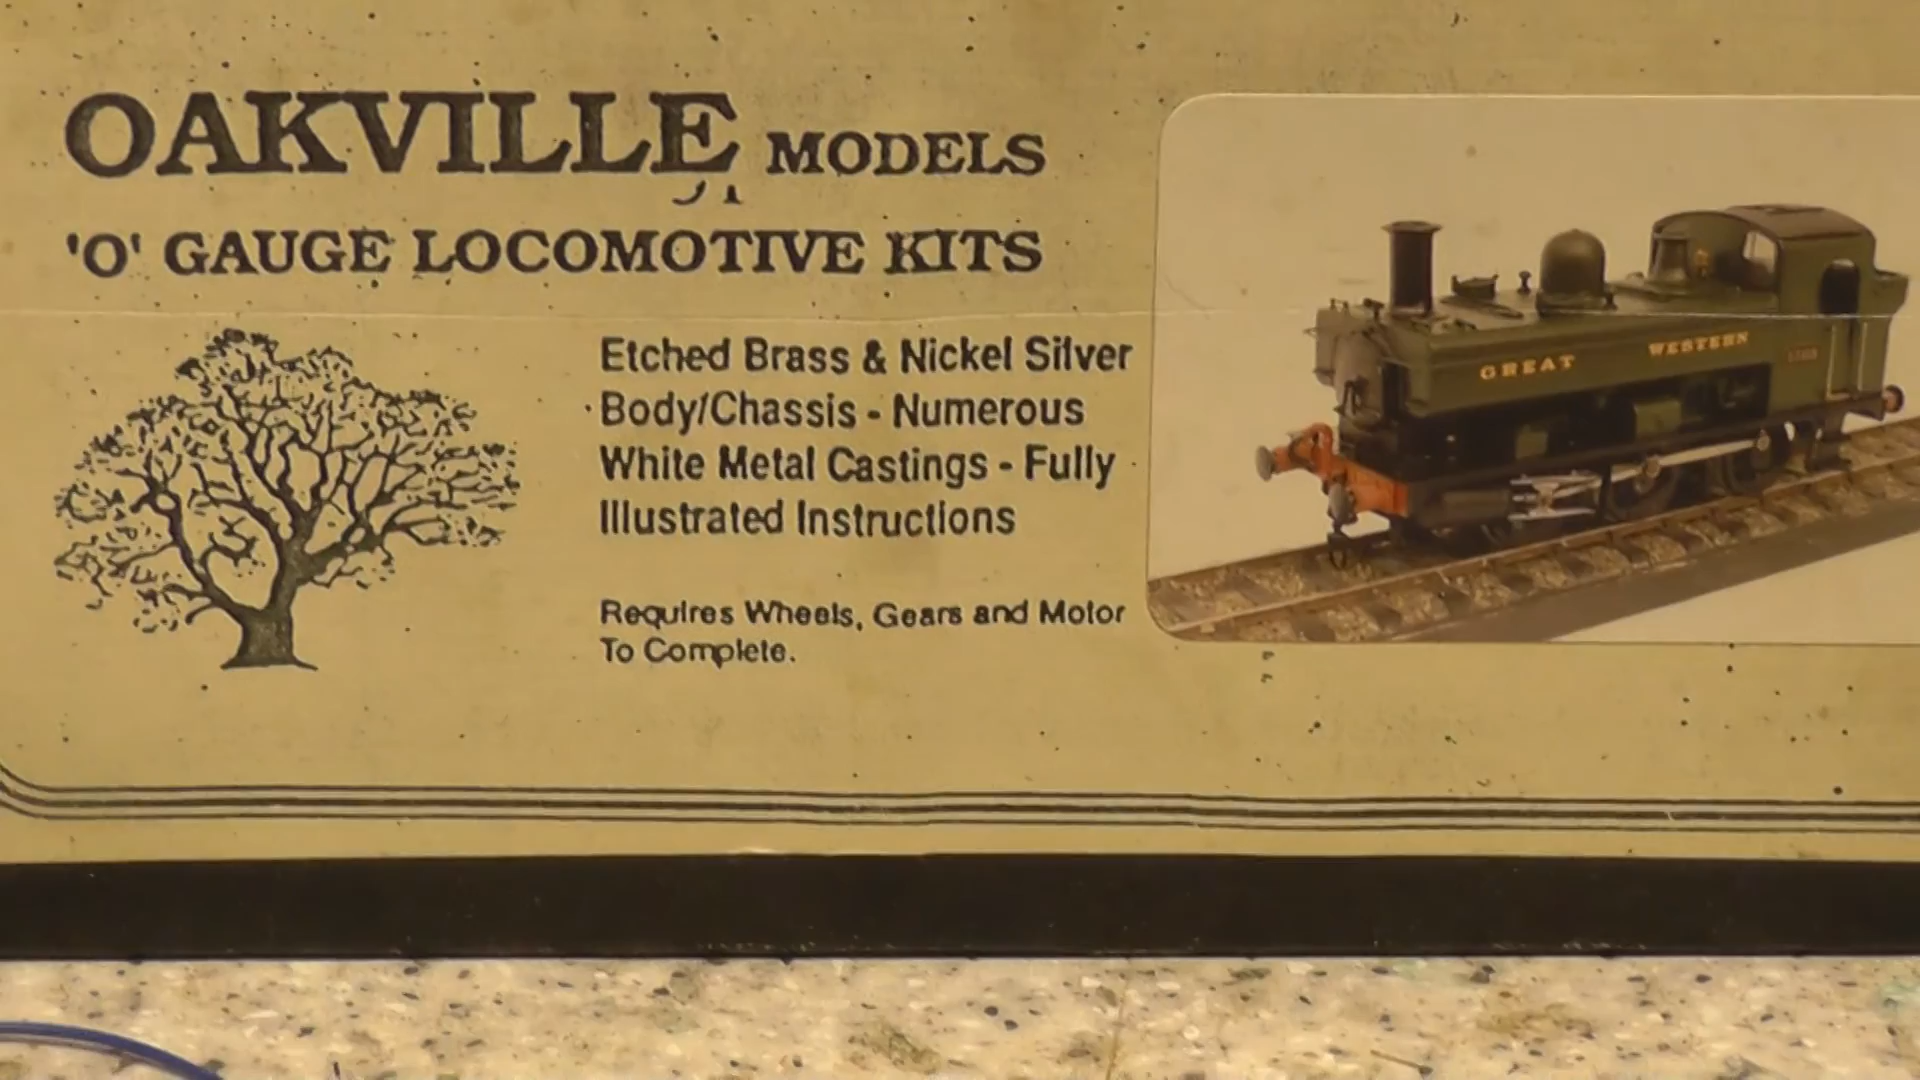 OAKVILLE MODELS
'O' GAUGE LOCOMOTIVE KITS
Etched Brass & Nickel Silver
Body/Chassis - Numerous
White Metal Castings - Fully
Illustrated Instructions
Requires Wheels, Gears and Motor
To Complete.
GREAT WESTERN